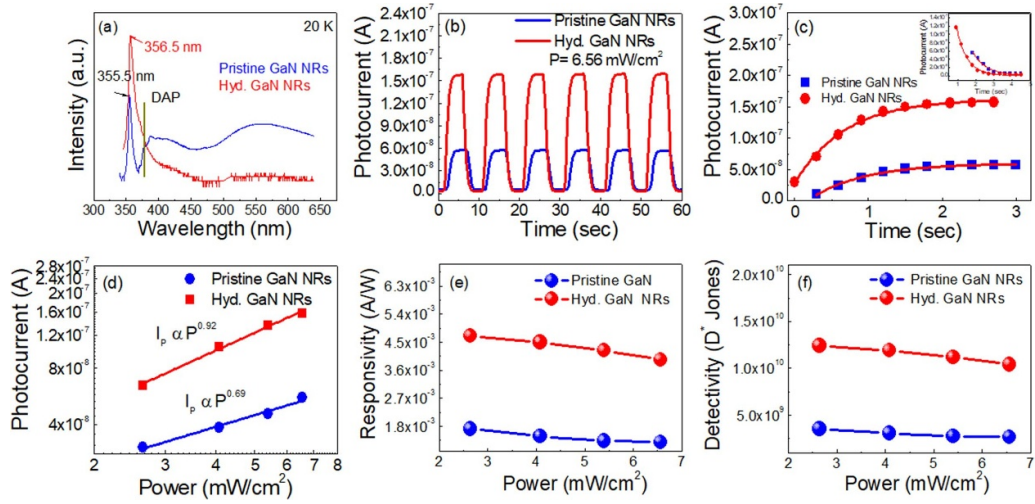 (a)
20 K
356.5 nm
355.5 nm
DAP
Pristine GaN NRs
Hyd. GaN NRs
Intensity (a.u.)
300 350 400 450 500 550 600 650
Wavelength (nm)
(b)
Pristine GaN NRs
Hyd. GaN NRs
P= 6.56 mW/cm²
Photocurrent (A)
2.4x10⁻⁷
2.1x10⁻⁷
1.8x10⁻⁷
1.5x10⁻⁷
1.2x10⁻⁷
9.0x10⁻⁸
6.0x10⁻⁸
3.0x10⁻⁸
0.0
0 10 20 30 40 50 60
Time (sec)
(c)
Pristine GaN NRs
Hyd. GaN NRs
Photocurrent (A)
3.0x10⁻⁷
2.5x10⁻⁷
2.0x10⁻⁷
1.5x10⁻⁷
1.0x10⁻⁷
5.0x10⁻⁸
0.0
0 1 2 3
Time (sec)
Photocurrent (A)
1 2 3 4 5
Time (sec)
(d)
Pristine GaN NRs
Hyd. GaN NRs
Iₚ αP⁰·⁹²
Iₚ αP⁰·⁶⁹
Photocurrent (A)
2.8x10⁻⁷
2x10⁻⁷
1.6x10⁻⁷
1.2x10⁻⁷
8x10⁻⁸
4x10⁻⁸
2 3 4 5 6 7 8
Power (mW/cm²)
(e)
Pristine GaN
Hyd. GaN NRs
Responsivity (A/W)
6.3x10⁻³
5.4x10⁻³
4.5x10⁻³
3.6x10⁻³
2.7x10⁻³
1.8x10⁻³
2 3 4 5 6 7
Power (mW/cm²)
(f)
Pristine GaN NRs
Hyd. GaN NRs
Detectivity (D* Jones)
2.0x10¹⁰
1.5x10¹⁰
1.0x10¹⁰
5.0x10⁹
2 3 4 5 6 7
Power (mW/cm²)